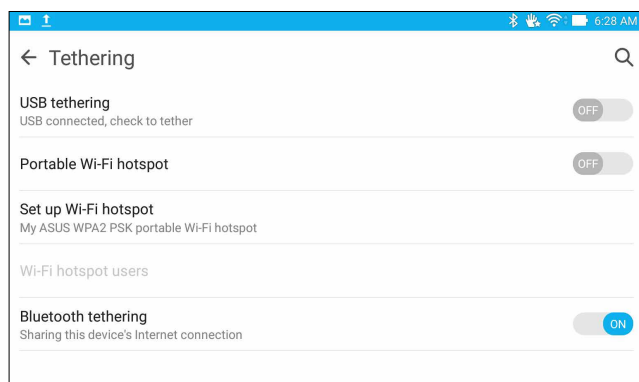 6:28 AM
Tethering
USB tethering
OFF
USB connected, check to tether
Portable Wi-Fi hotspot
OFF
Set up Wi-Fi hotspot
My ASUS WPA2 PSK portable Wi-Fi hotspot
Wi-Fi hotspot users
Bluetooth tethering
ON
Sharing this device's Internet connection